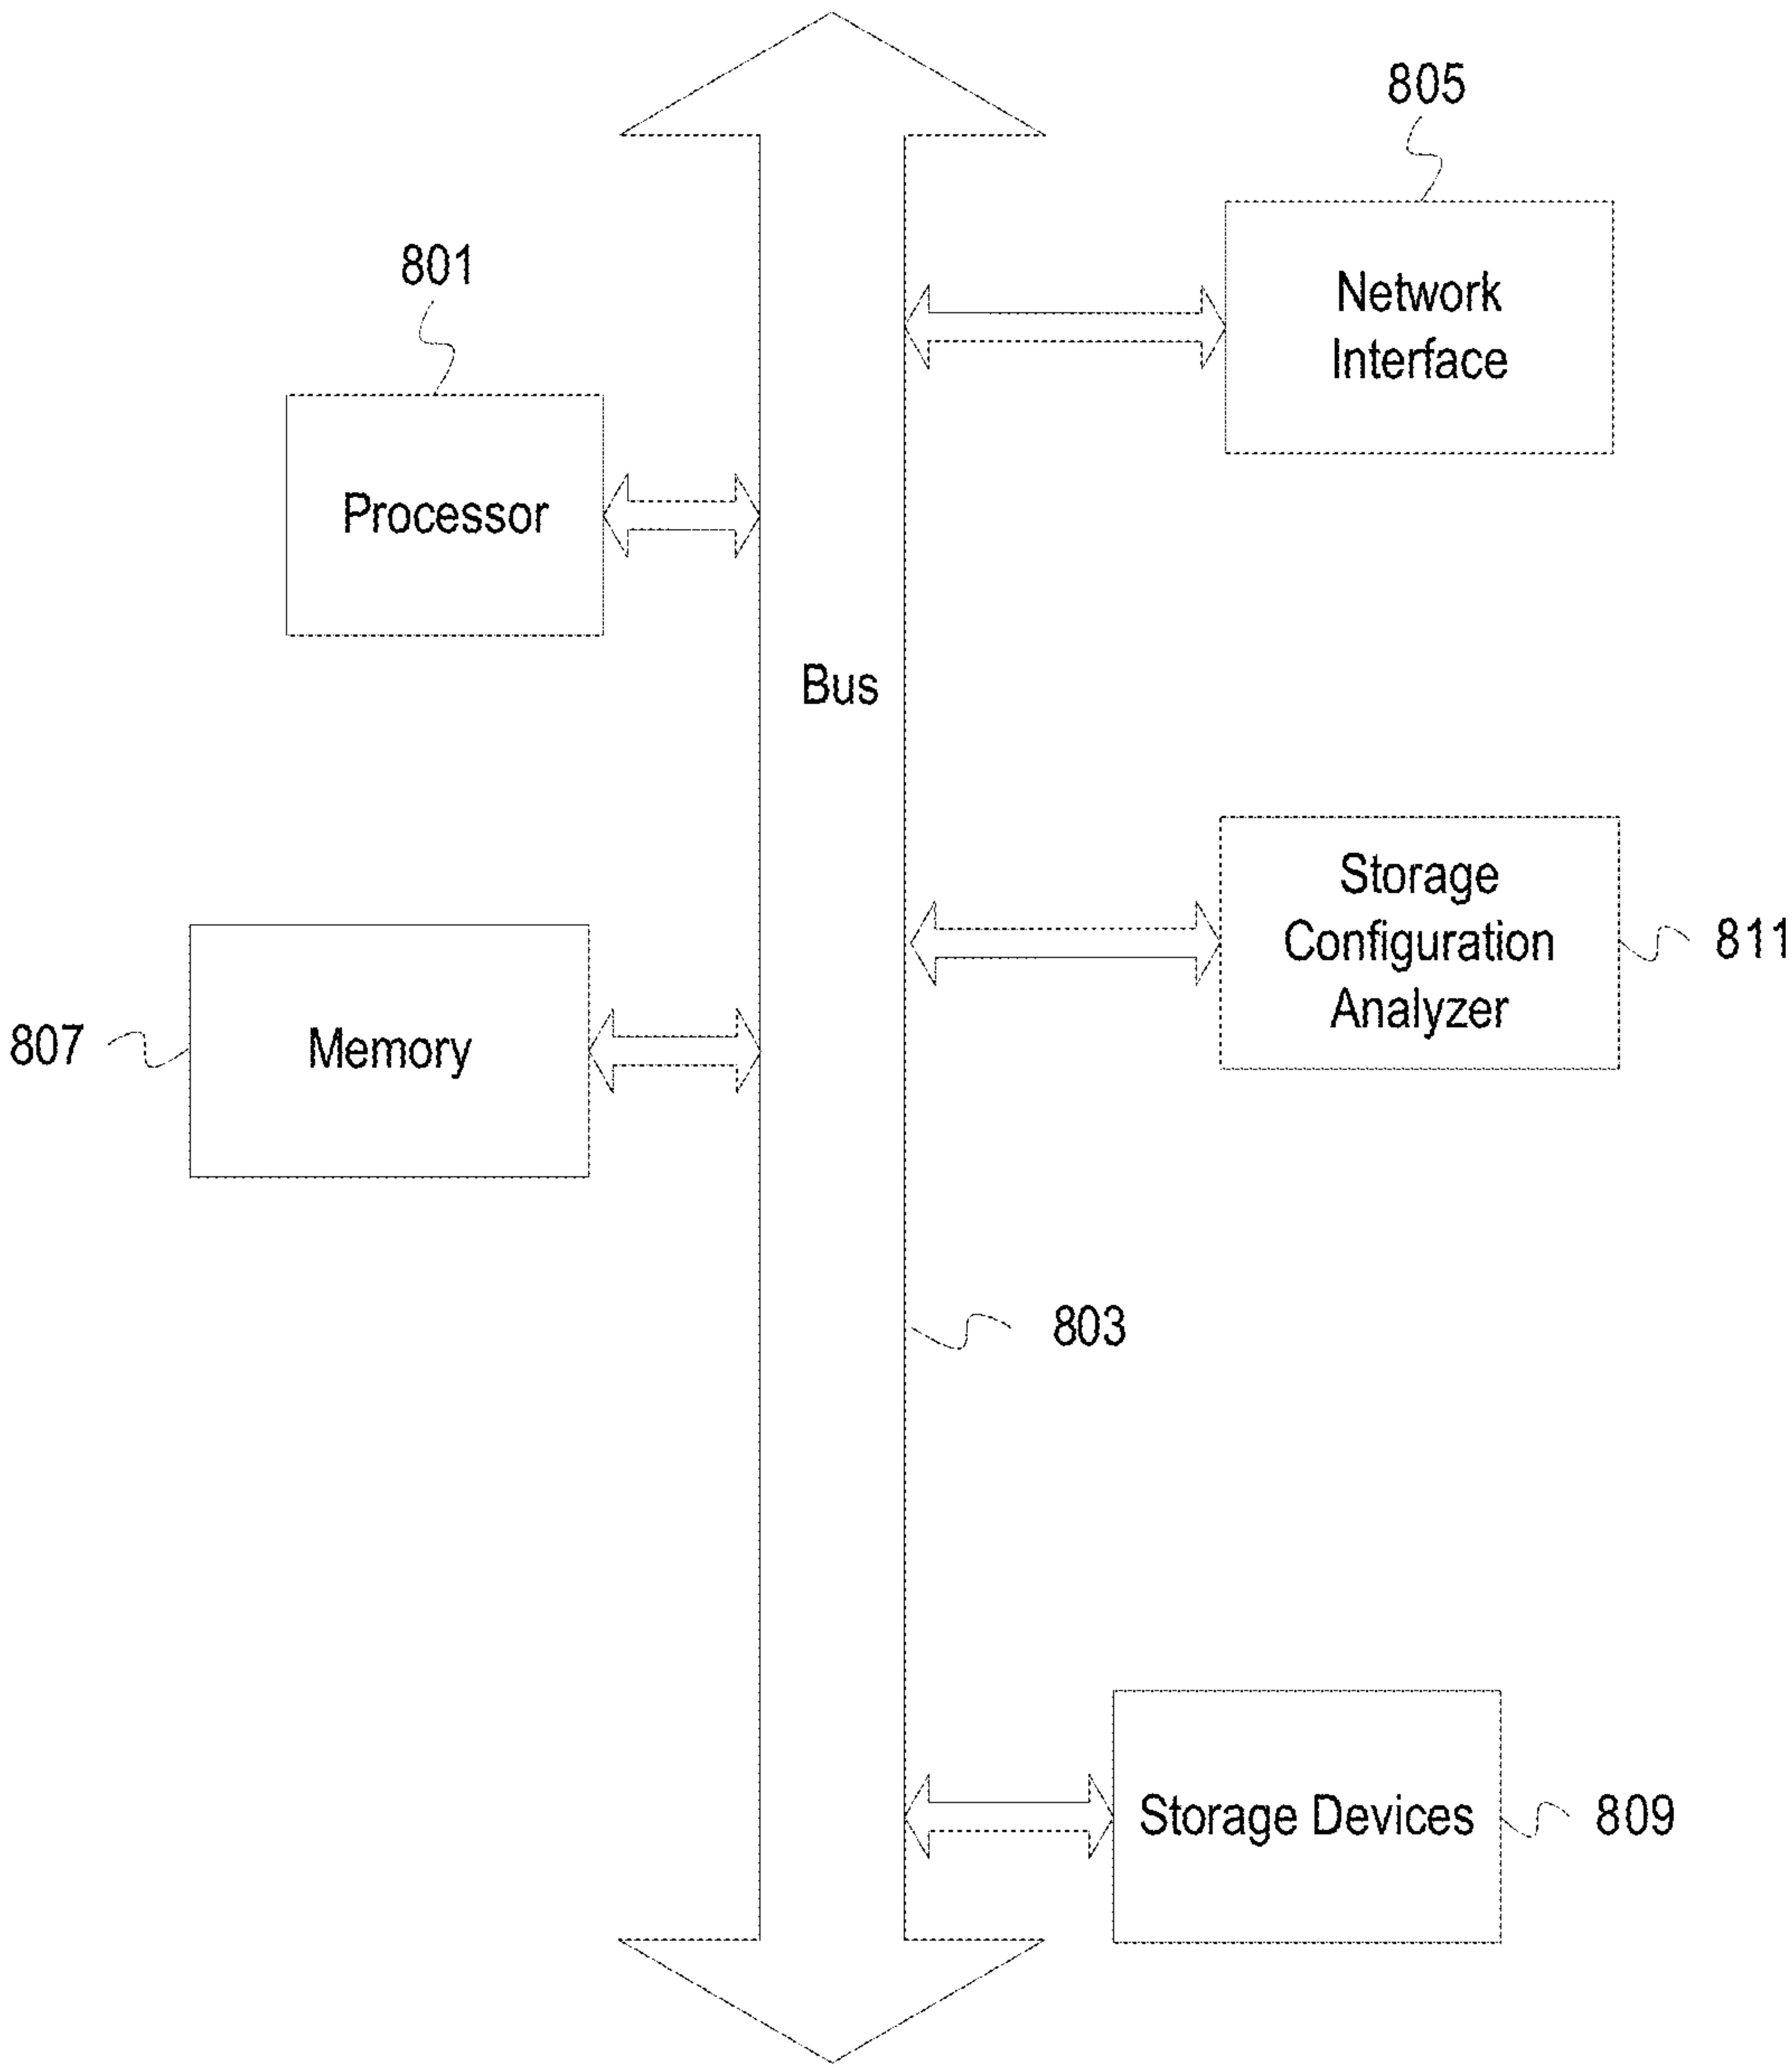 805
Network
Interface
801
Processor
Bus
Storage
Configuration
Analyzer
811
807
Memory
803
Storage Devices
809